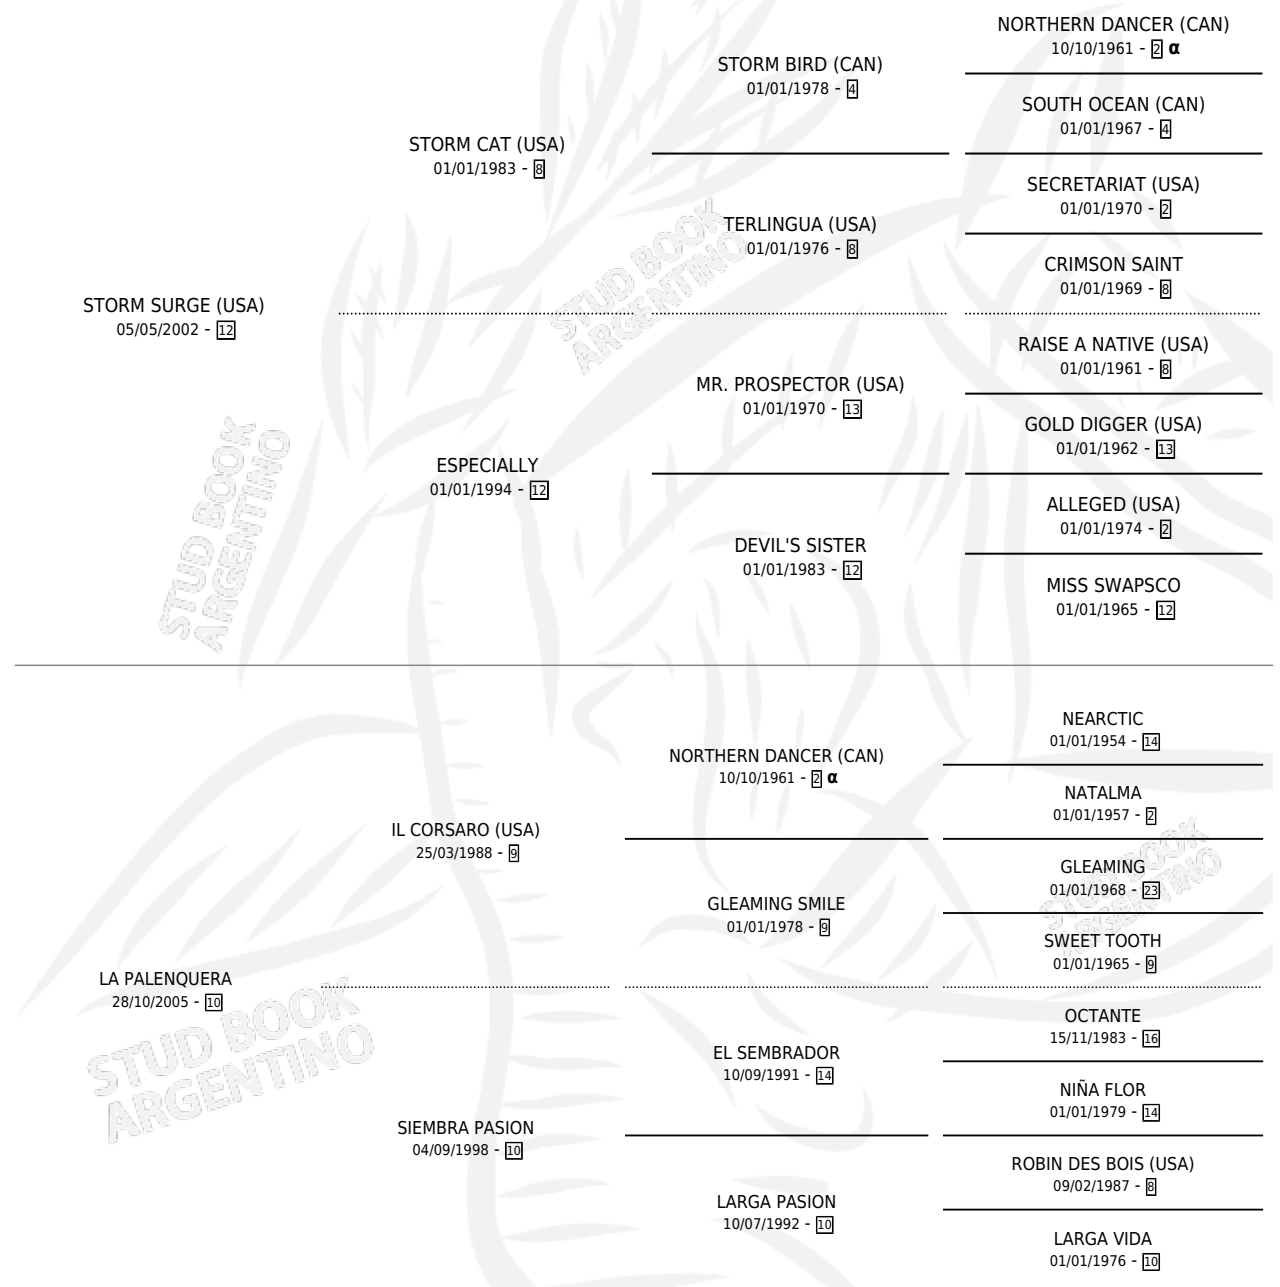 NORTHERN DANCER (CAN)
10/10/1961 - 2 α
STORM BIRD (CAN)
01/01/1978 - 4
SOUTH OCEAN (CAN)
01/01/1967 - 4
STORM CAT (USA)
01/01/1983 - 8
SECRETARIAT (USA)
01/01/1970 - 2
TERLINGUA (USA)
01/01/1976 - 8
CRIMSON SAINT
01/01/1969 - 8
STORM SURGE (USA)
05/05/2002 - 12
RAISE A NATIVE (USA)
01/01/1961 - 8
MR. PROSPECTOR (USA)
01/01/1970 - 13
GOLD DIGGER (USA)
01/01/1962 - 13
ESPECIALLY
01/01/1994 - 12
ALLEGED (USA)
01/01/1974 - 2
DEVIL'S SISTER
01/01/1983 - 12
MISS SWAPSCO
01/01/1965 - 12
NEARCTIC
01/01/1954 - 14
NORTHERN DANCER (CAN)
10/10/1961 - 2 α
NATALMA
01/01/1957 - 2
IL CORSARO (USA)
25/03/1988 - 9
GLEAMING
01/01/1968 - 23
GLEAMING SMILE
01/01/1978 - 9
SWEET TOOTH
01/01/1965 - 9
LA PALENQUERA
28/10/2005 - 10
OCTANTE
15/11/1983 - 16
EL SEMBRADOR
10/09/1991 - 14
NIÑA FLOR
01/01/1979 - 14
SIEMBRA PASION
04/09/1998 - 10
ROBIN DES BOIS (USA)
09/02/1987 - 8
LARGA PASION
10/07/1992 - 10
LARGA VIDA
01/01/1976 - 10
STUD BOOK
ARGENTINO
STUD BOOK
ARGENTINO
STUD BOOK
ARGENTINO
STUD BOOK
ARGENTINO